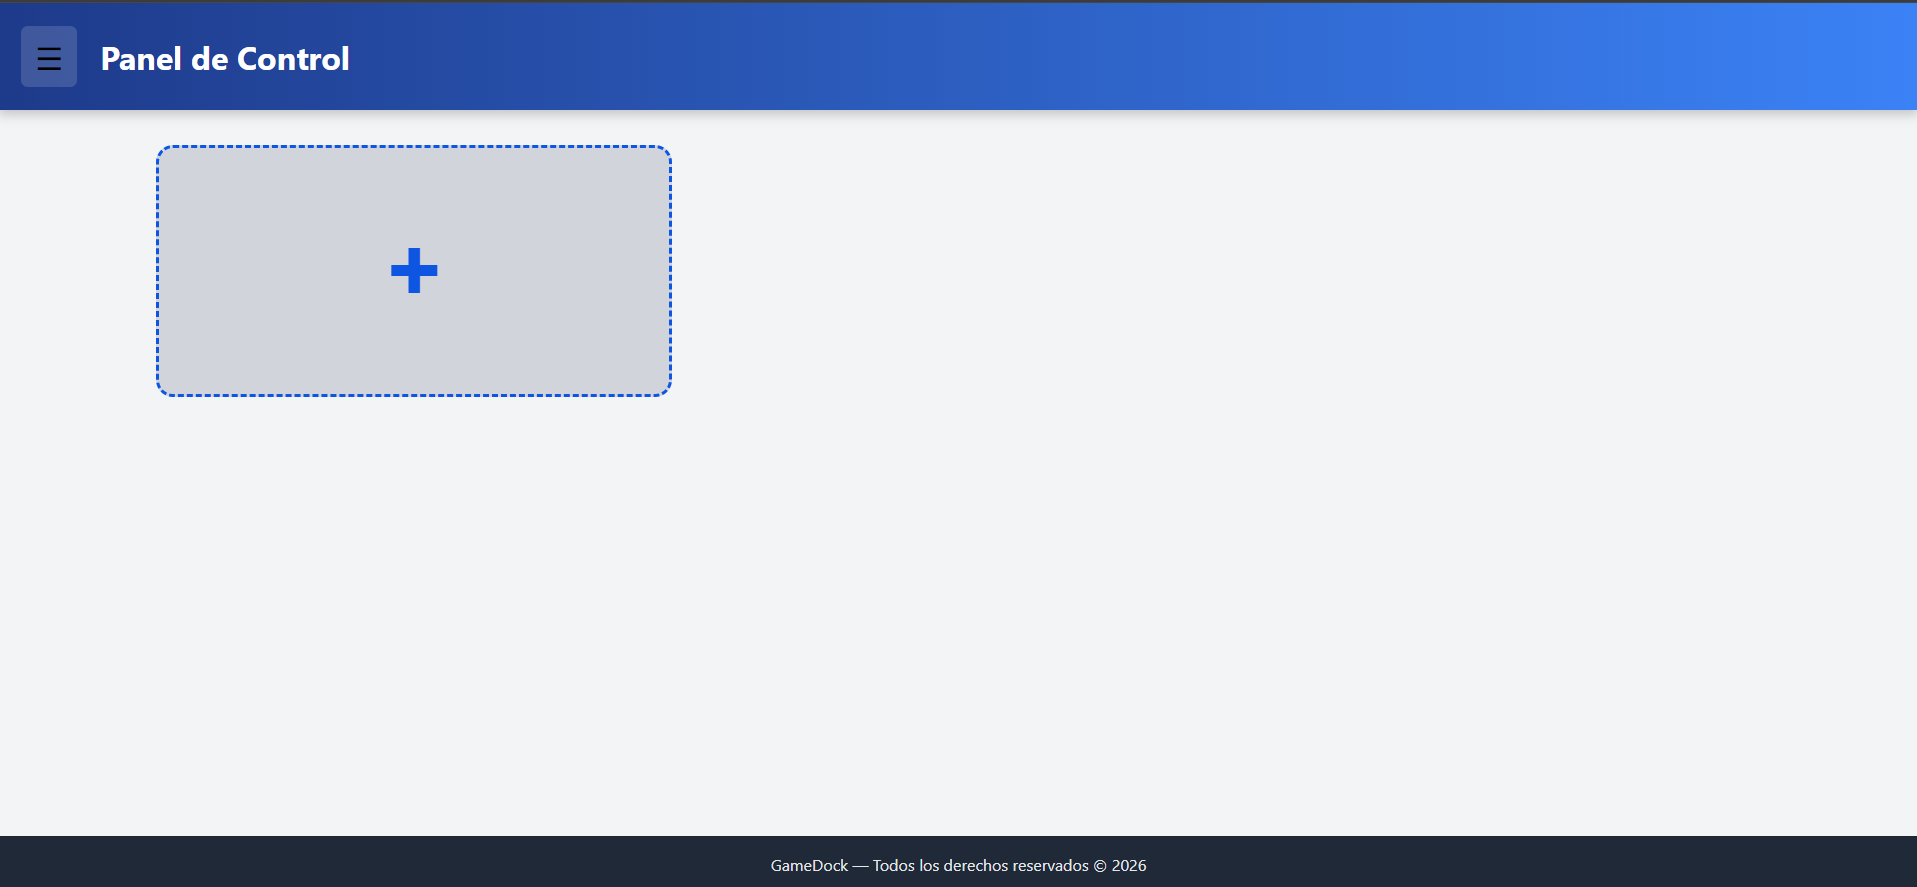 ☰ Panel de Control
+
GameDock — Todos los derechos reservados © 2026